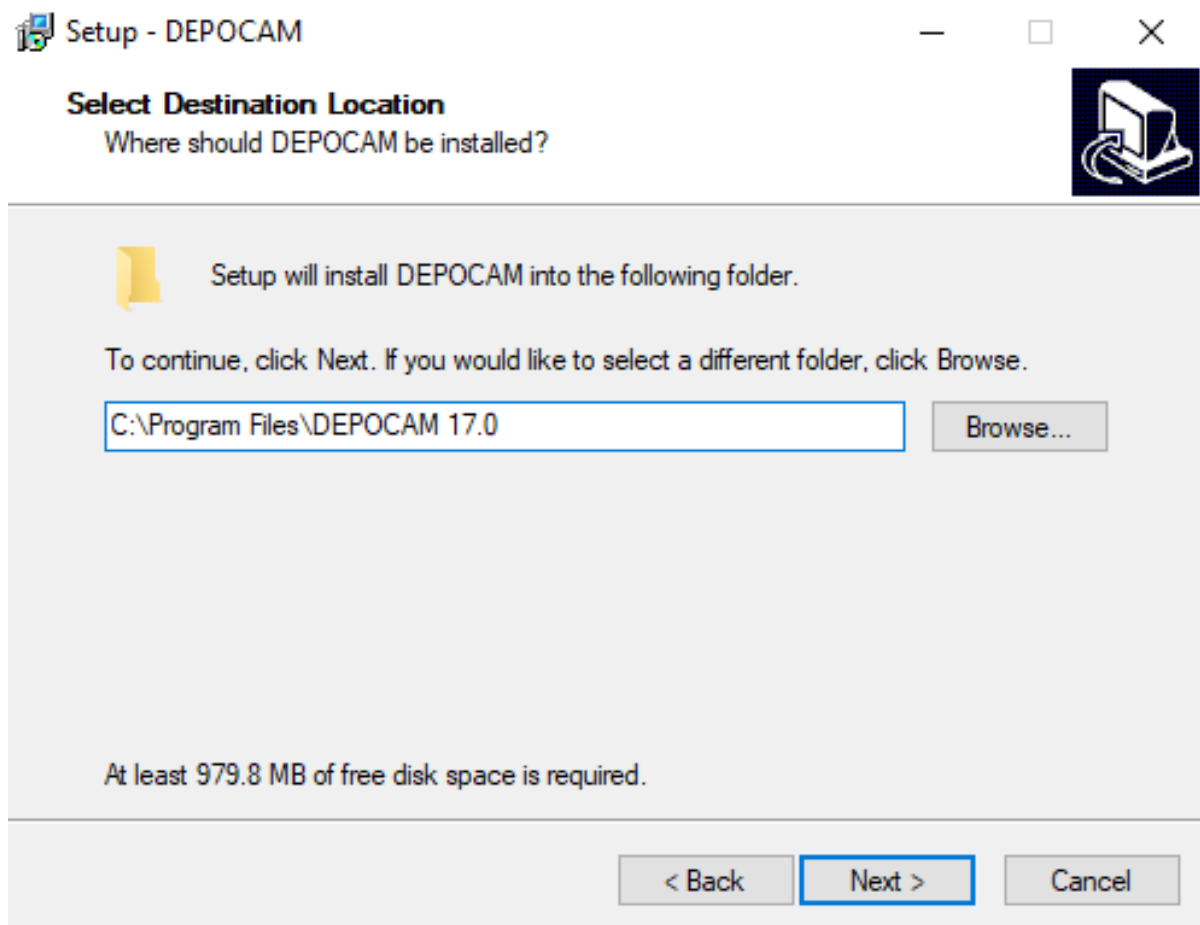 Setup - DEPOCAM
Select Destination Location
Where should DEPOCAM be installed?
Setup will install DEPOCAM into the following folder.
To continue, click Next. If you would like to select a different folder, click Browse.
C:\Program Files\DEPOCAM 17.0
Browse...
At least 979.8 MB of free disk space is required.
< Back
Next >
Cancel